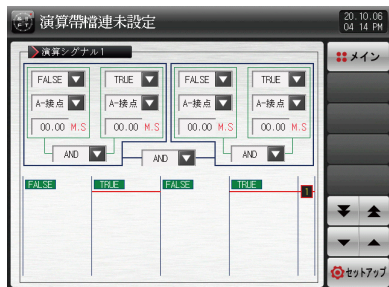 演算帶檔連未設定
20.10.06
04 14 PM
演算シグナル1
メイン
FALSE TRUE FALSE TRUE
A-接点 A-接点 A-接点 A-接点
00.00 M.S 00.00 M.S 00.00 M.S 00.00 M.S
AND AND AND
FALSE TRUE FALSE TRUE
1
セットアップ